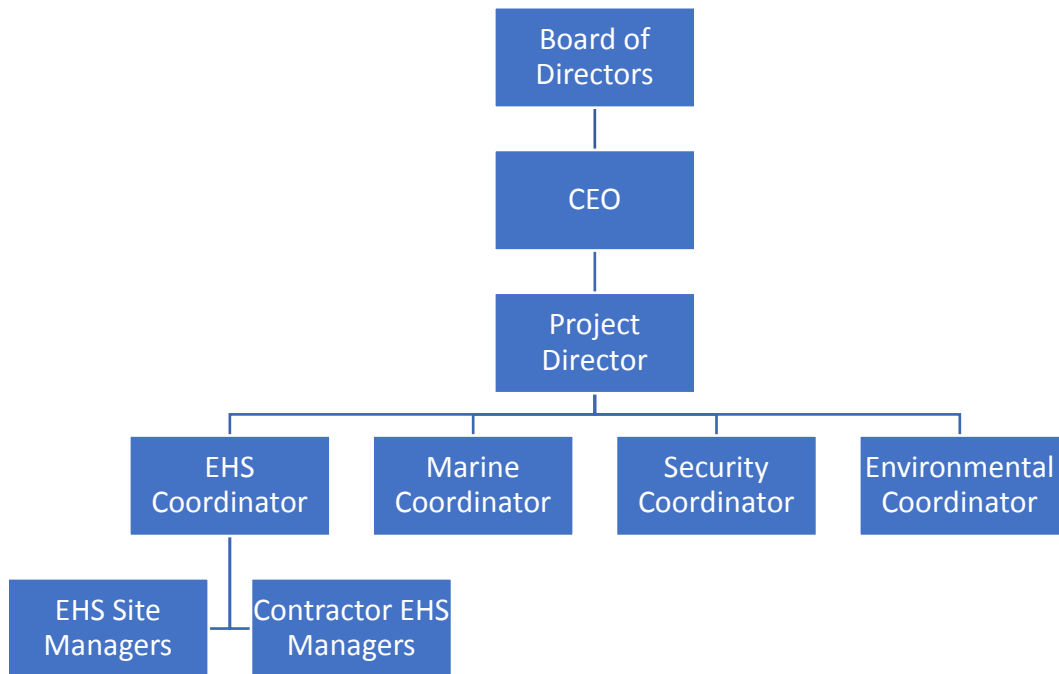 Board of
Directors
CEO
Project
Director
EHS
Coordinator
Marine
Coordinator
Security
Coordinator
Environmental
Coordinator
EHS Site
Managers
Contractor EHS
Managers